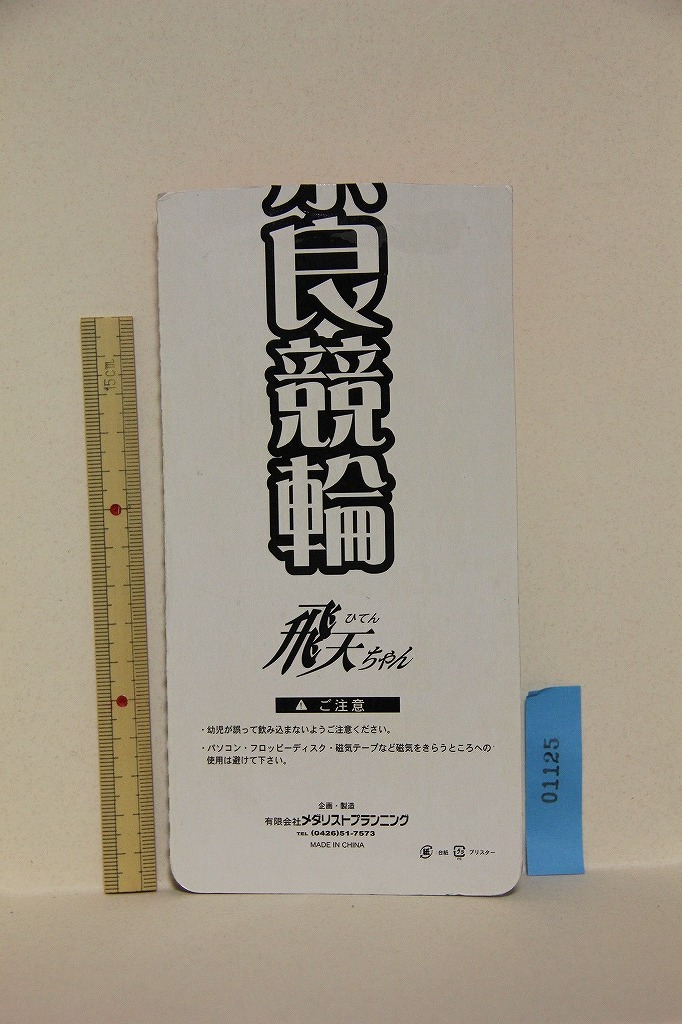 良競輪
ひてん
飛天ちゃん
ご注意
・幼児が誤って飲み込まないようご注意ください。
・パソコン・フロッピーディスク・磁気テープなど磁気をきらうところへの
使用は避けて下さい。
企画・製造
有限会社メダリストプランニング
TEL (0426)51-7573
MADE IN CHINA
紙 台紙 プラ ブリスター
15cm
01125